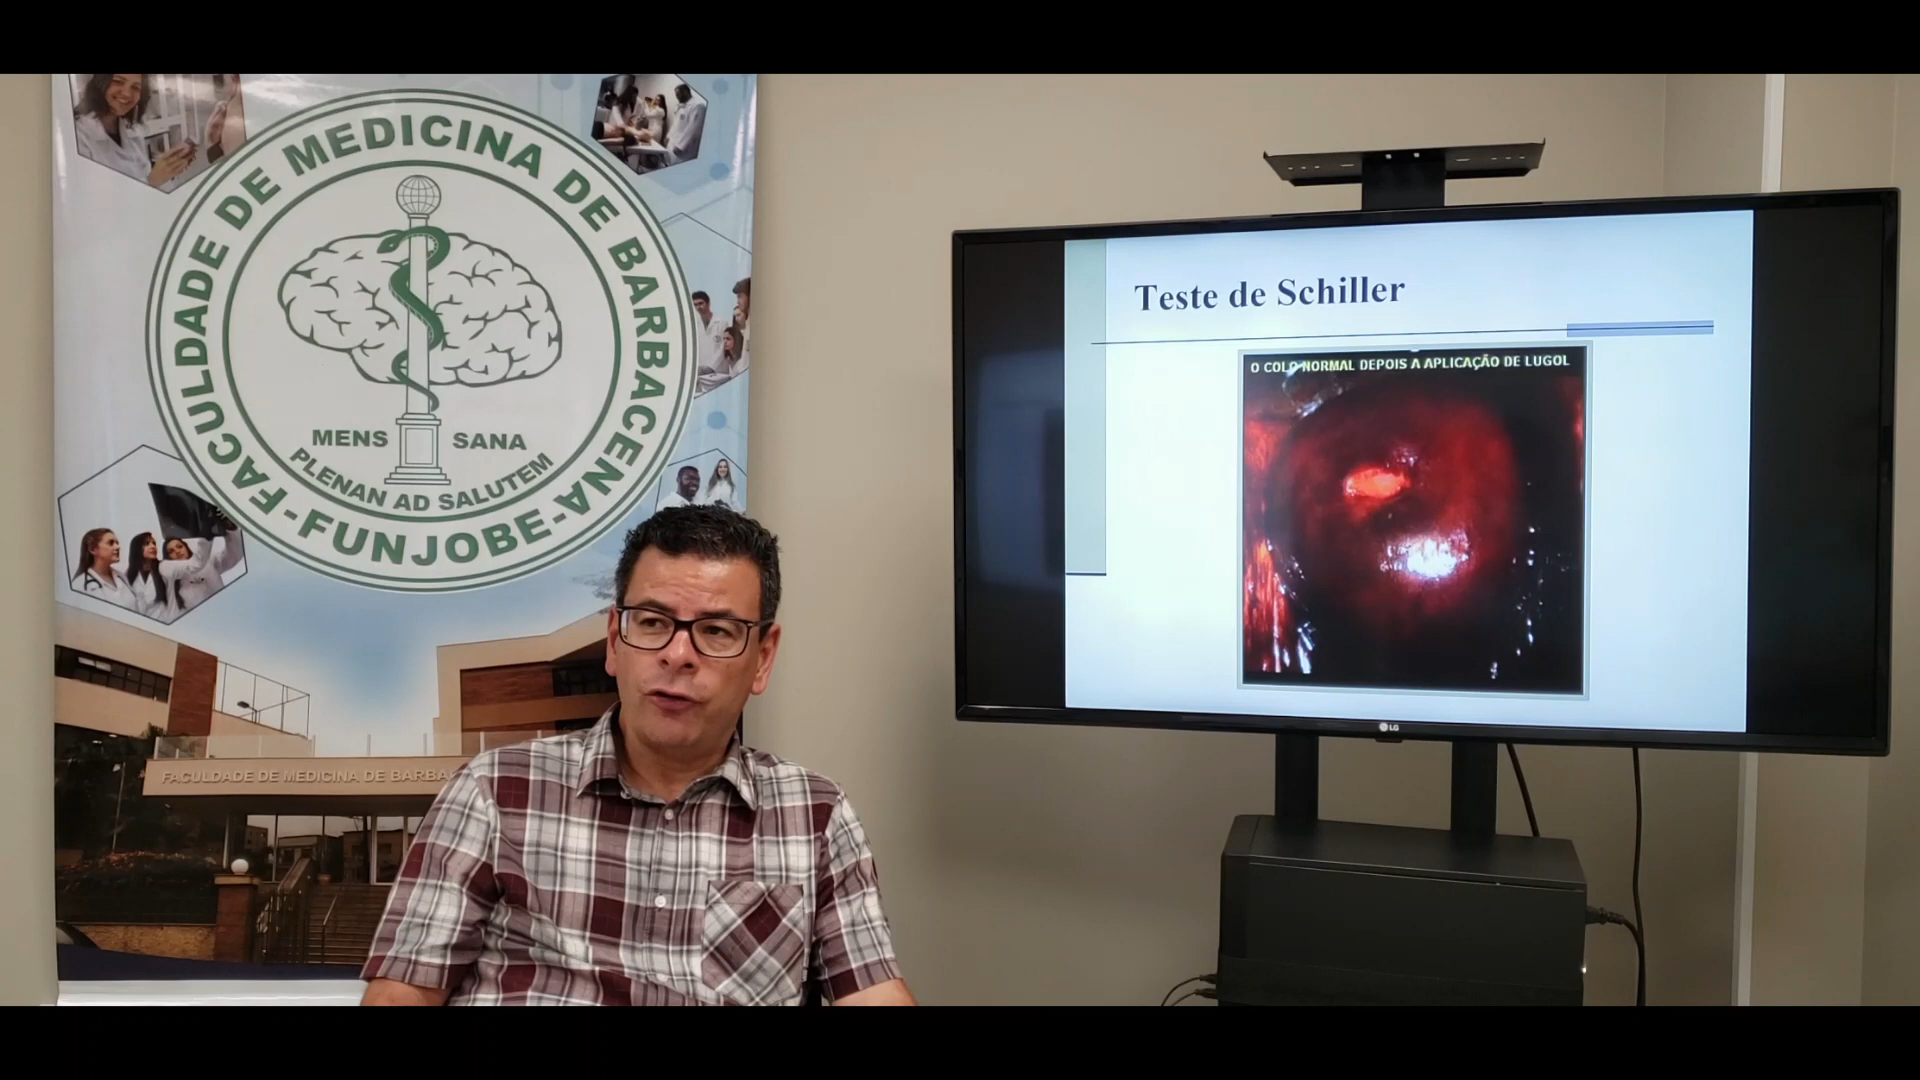 FACULDADE DE MEDICINA DE BARBACENA-FUNJOBE-
MENS SANA
PLENAN AD SALUTEM
FACULDADE DE MEDICINA DE BARBA
Teste de Schiller
O COLO NORMAL DEPOIS A APLICAÇÃO DE LUGOL
LG